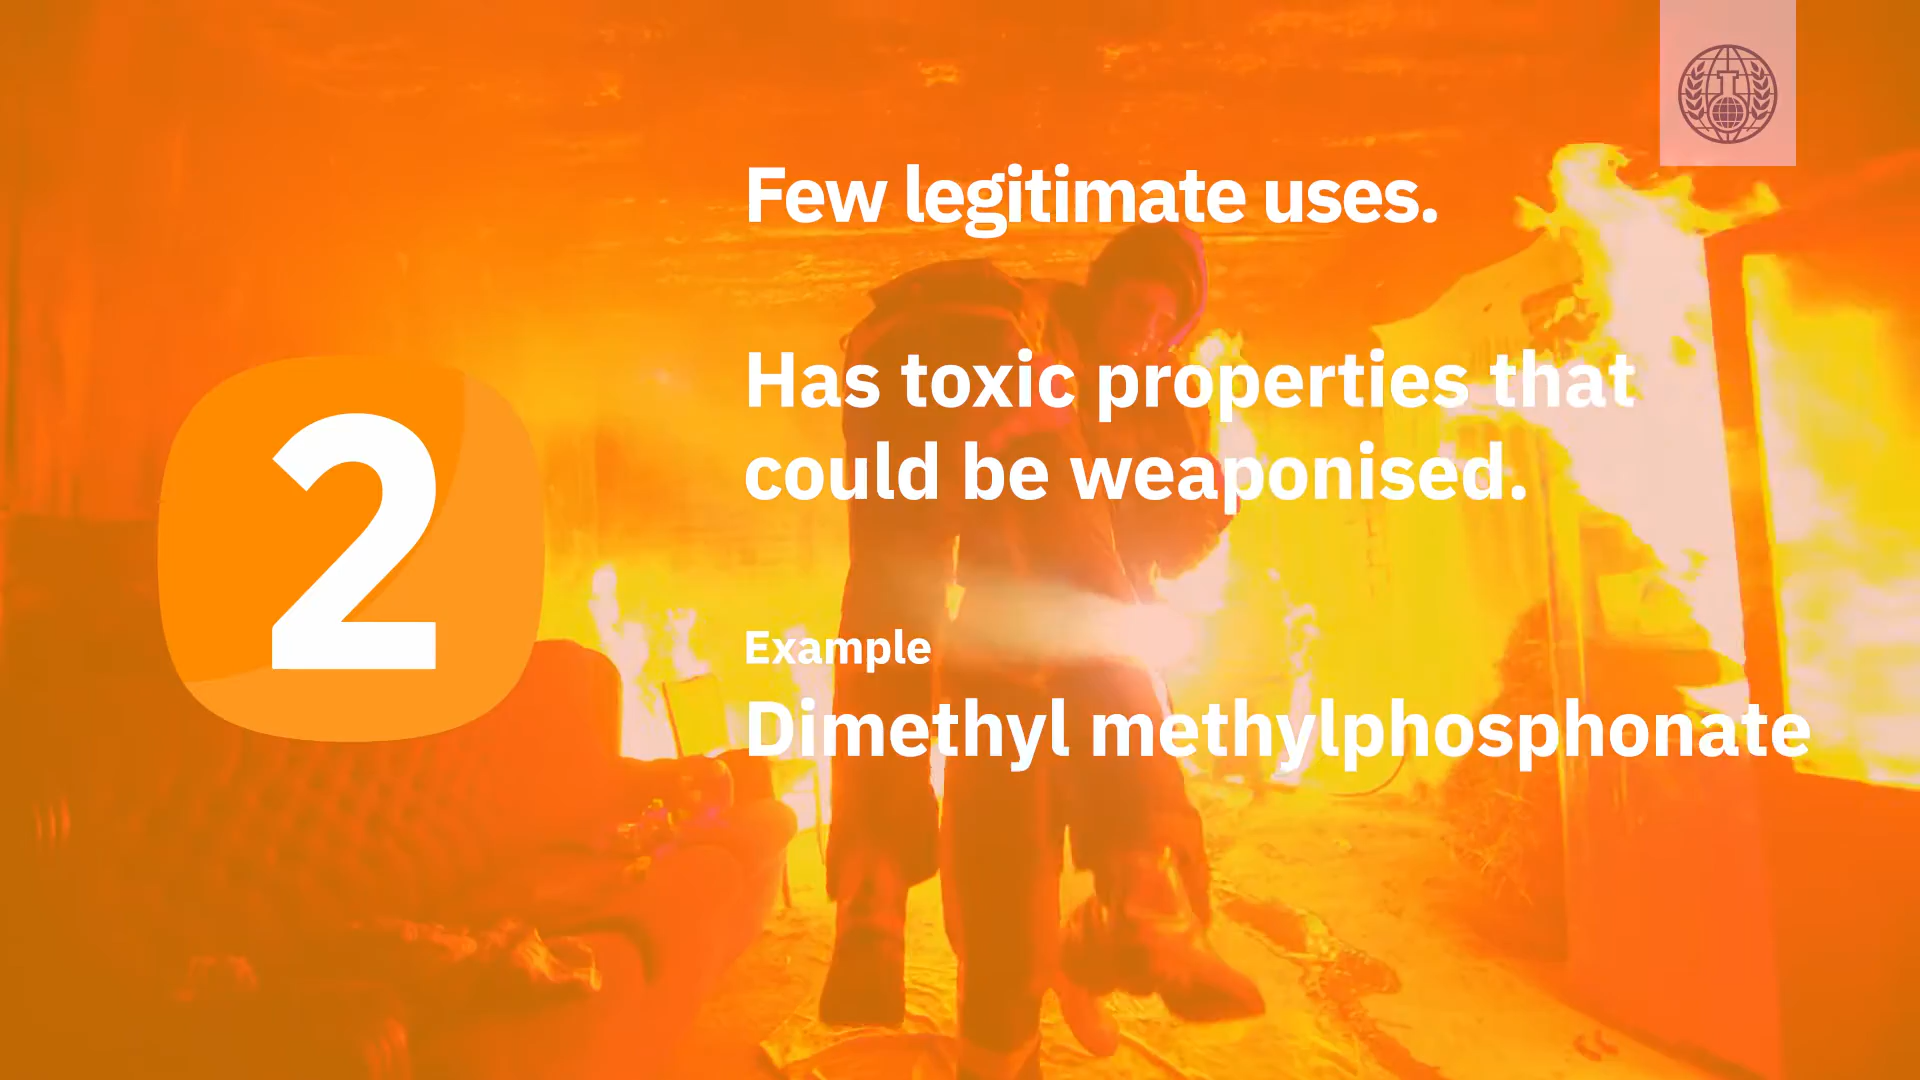 2
Few legitimate uses.
Has toxic properties that
could be weaponised.
Example
Dimethyl methylphosphonate